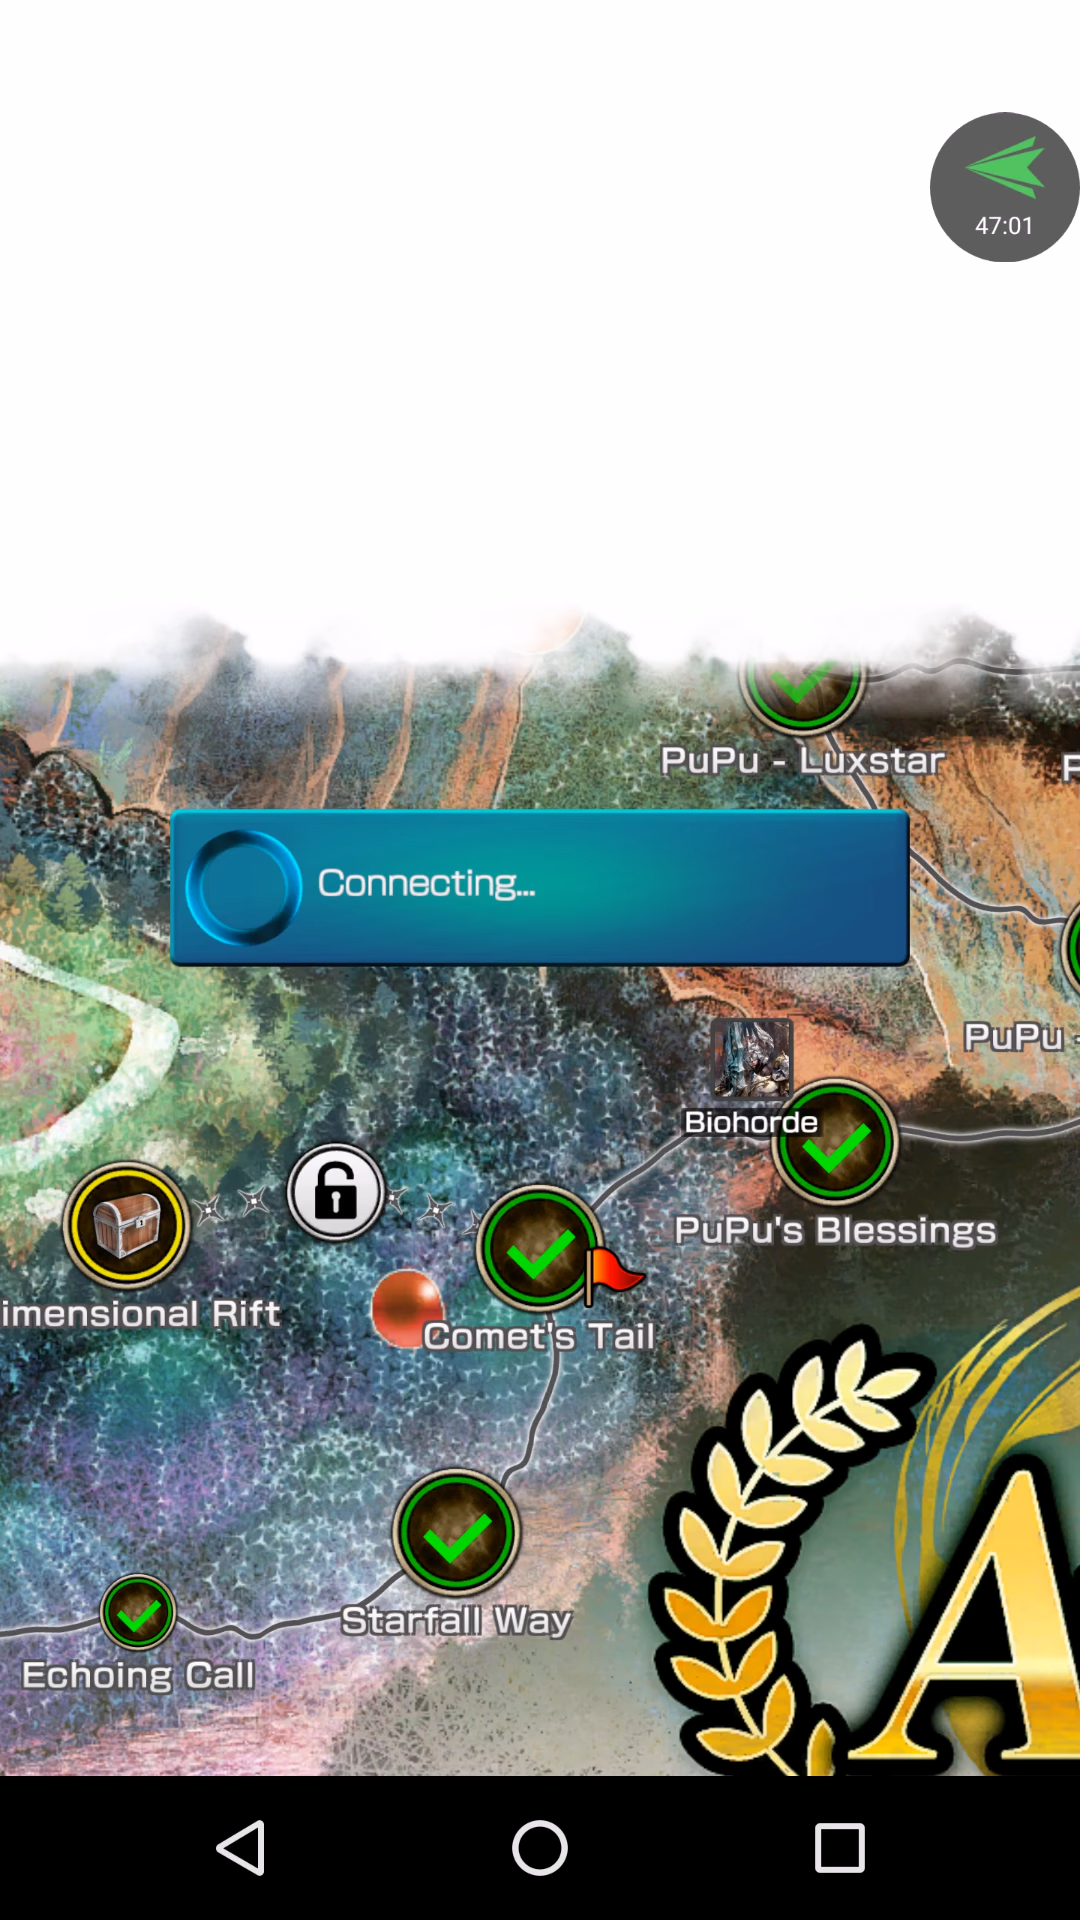 47:01
PuPu - Luxstar
P
Connecting...
PuPu -
Biohorde
PuPu's Blessings
imensional Rift
Comet's Tail
Starfall Way
Echoing Call
A